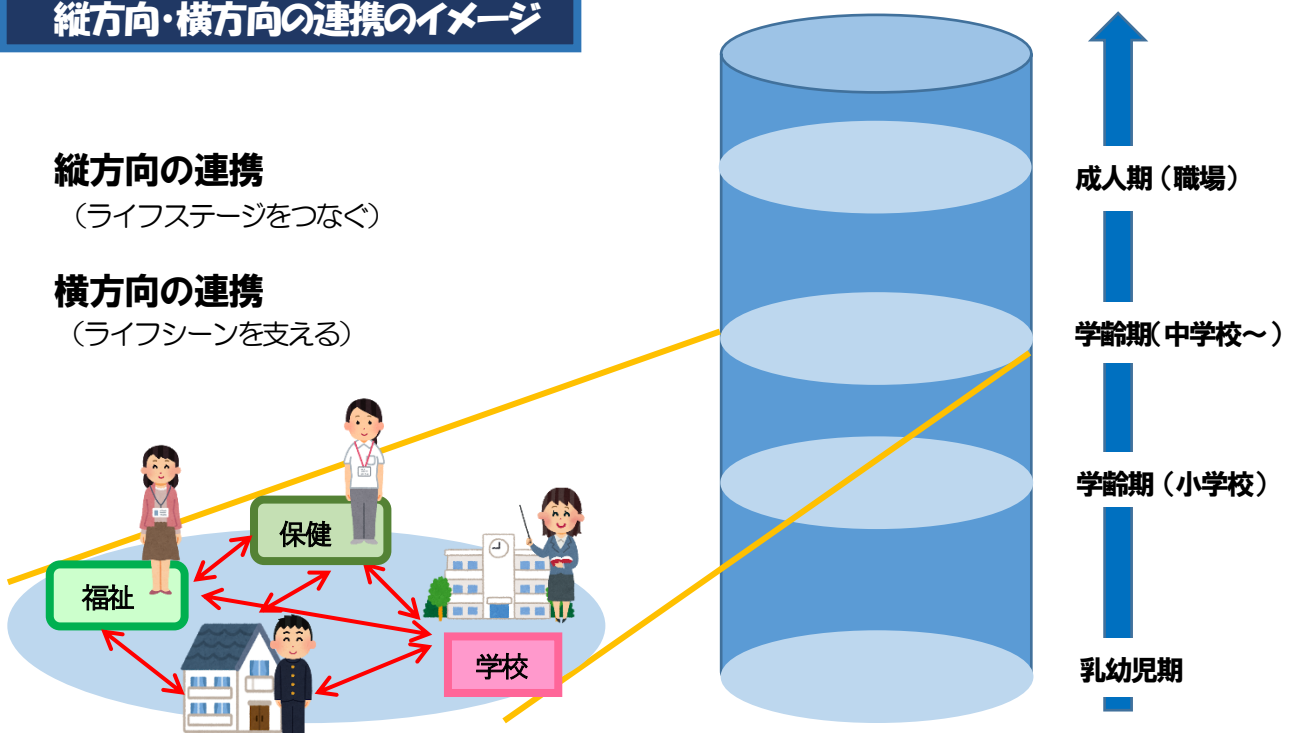 縦方向・横方向の連携のイメージ
縦方向の連携
（ライフステージをつなぐ）
横方向の連携
（ライフシーンを支える）
成人期（職場）
学齢期（中学校～）
学齢期（小学校）
乳幼児期
保健
福祉
学校